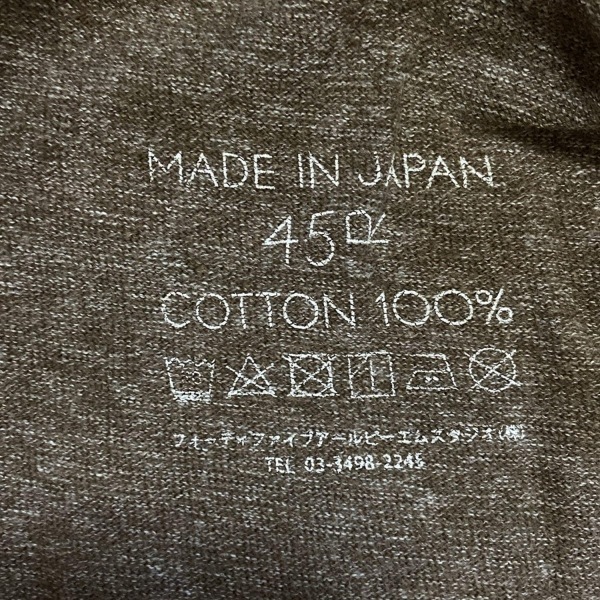 MADE IN JAPAN
45R
COTTON 100%
フォーティファイブアールピーエムスタジオ(株)
TEL 03-3498-2245